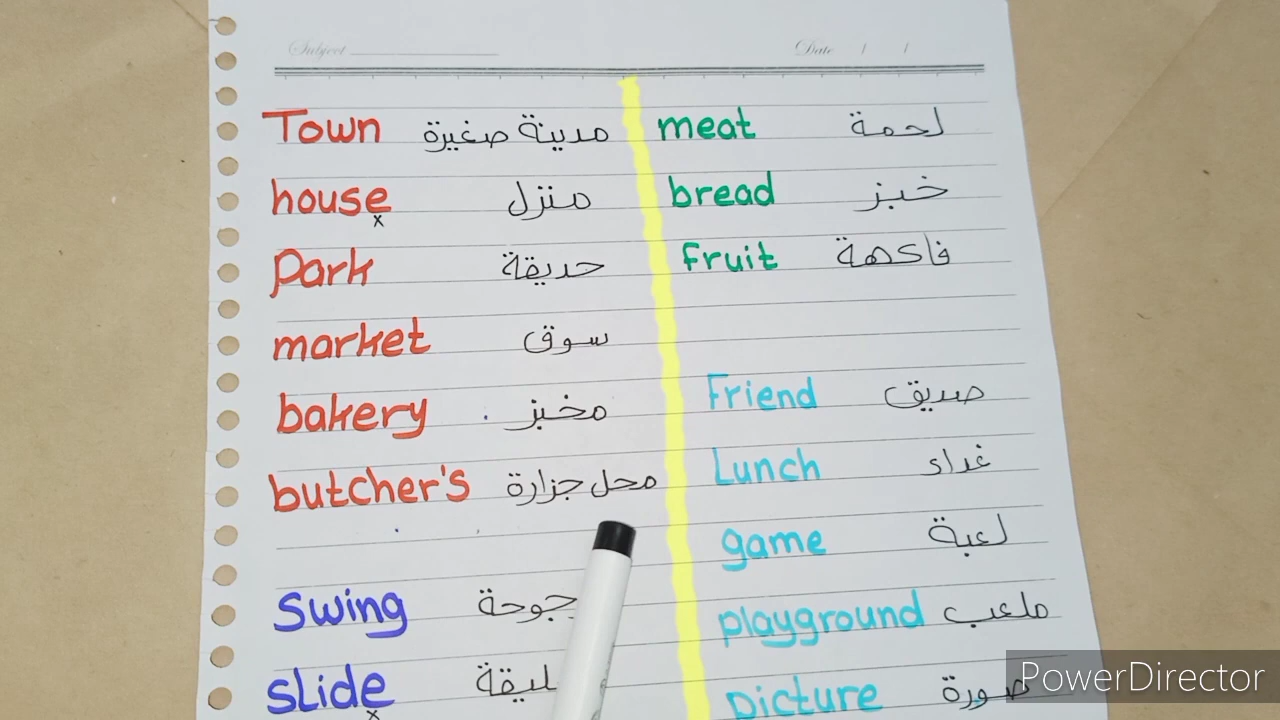 Subject Date / /
Town مدينة صغيرة
house منزل
x
Park حديقة
market سوق
bakery مخبز
butcher's محل جزارة
Swing
slide
x
meat لحمة
bread خبز
Fruit فاكهة
Friend صديق
Lunch غداء
game لعبة
playground ملعب
Picture صورة
PowerDirector